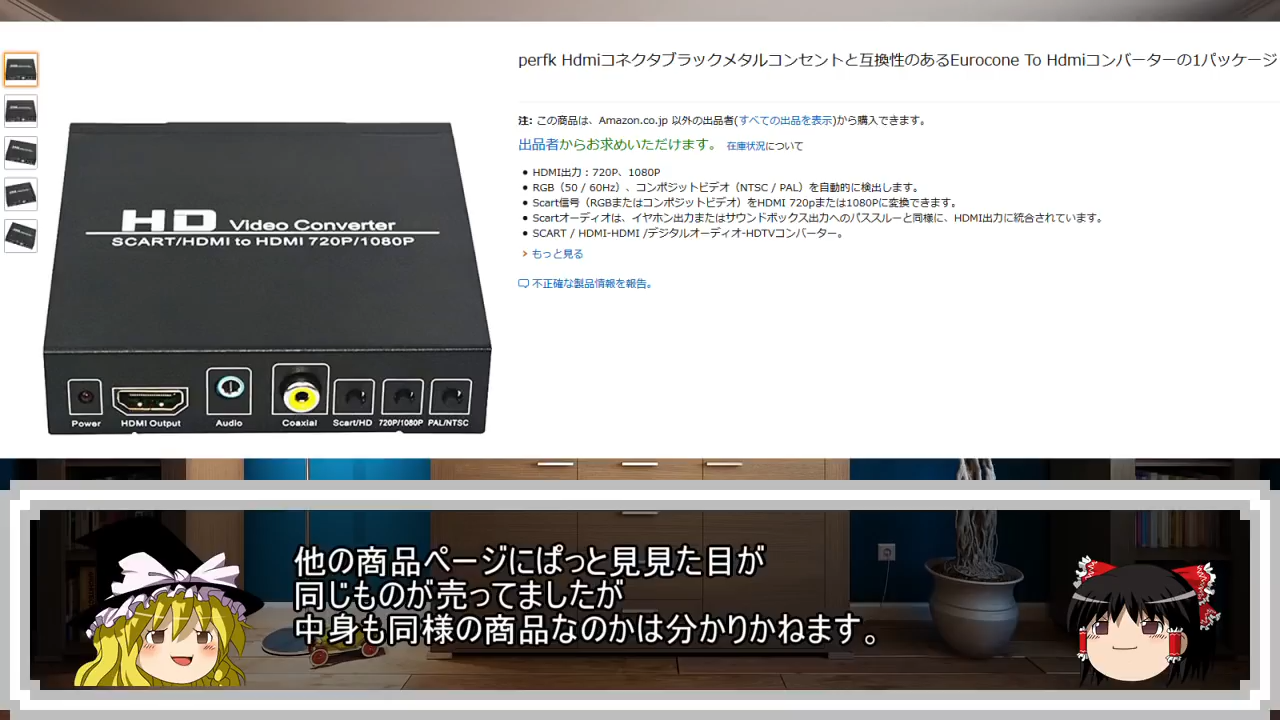 perfk Hdmiコネクタブラックメタルコンセントと互換性のあるEurocone To Hdmiコンバーターの1パッケージ
注: この商品は、Amazon.co.jp 以外の出品者(すべての出品を表示)から購入できます。
出品者からお求めいただけます。 在庫状況について
● HDMI出力：720P、1080P
● RGB（50 / 60Hz）、コンポジットビデオ（NTSC / PAL）を自動的に検出します。
● Scart信号（RGBまたはコンポジットビデオ）をHDMI 720pまたは1080Pに変換できます。
● Scartオーディオは、イヤホン出力またはサウンドボックス出力へのパススルーと同様に、HDMI出力に統合されています。
● SCART / HDMI-HDMI /デジタルオーディオ-HDTVコンバーター。
› もっと見る
不正確な製品情報を報告。
HD Video Converter
SCART/HDMI to HDMI 720P/1080P
Power HDMI Output Audio Coaxial Scart/HD 720P/1080P PAL/NTSC
他の商品ページにぱっと見見た目が
同じものが売ってましたが
中身も同様の商品なのかは分かりかねます。